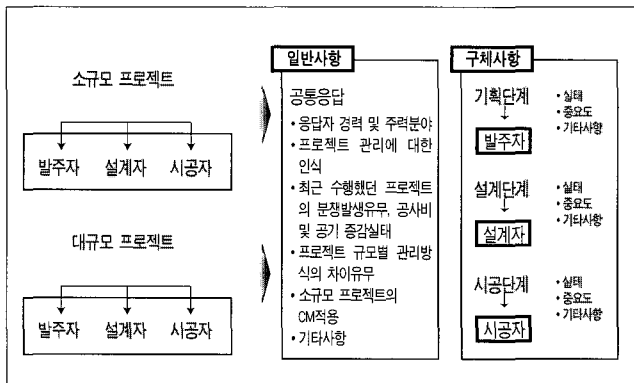 소규모 프로젝트
발주자 설계자 시공자
대규모 프로젝트
발주자 설계자 시공자
일반사항
공통응답
• 응답자 경력 및 주력분야
• 프로젝트 관리에 대한
인식
• 최근 수행했던 프로젝트
의 분쟁발생유무, 공사비
및 공기 증감실태
• 프로젝트 규모별 관리방
식의 차이유무
• 소규모 프로젝트의
CM적용
• 기타사항
구체사항
기획단계
• 실태
• 중요도
• 기타사항
발주자
설계단계
• 실태
• 중요도
• 기타사항
설계자
시공단계
• 실태
• 중요도
• 기타사항
시공자